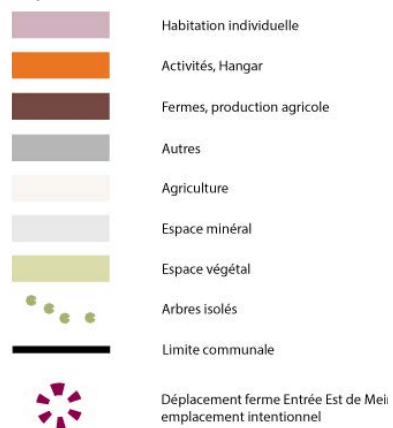 Habitation individuelle
Activités, Hangar
Fermes, production agricole
Autres
Agriculture
Espace minéral
Espace végétal
Arbres isolés
Limite communale
Déplacement ferme Entrée Est de
emplacement intentionnel